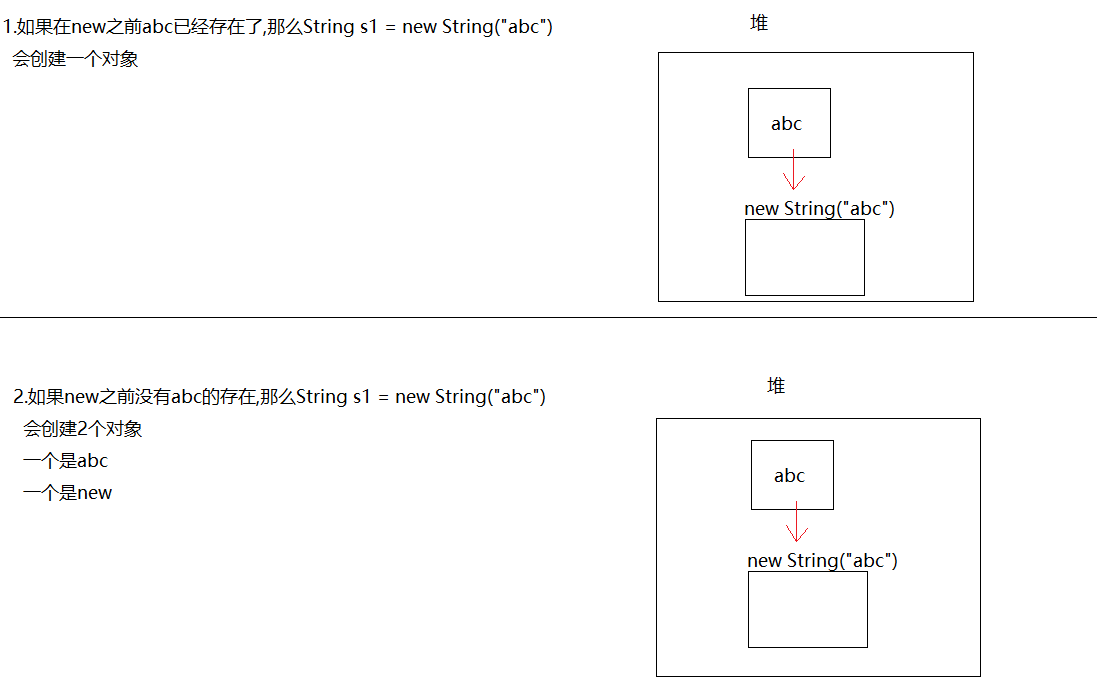 1.如果在new之前abc已经存在了,那么String s1 = new String("abc")
会创建一个对象
堆
abc
new String("abc")
2.如果new之前没有abc的存在,那么String s1 = new String("abc")
会创建2个对象
一个是abc
一个是new
堆
abc
new String("abc")